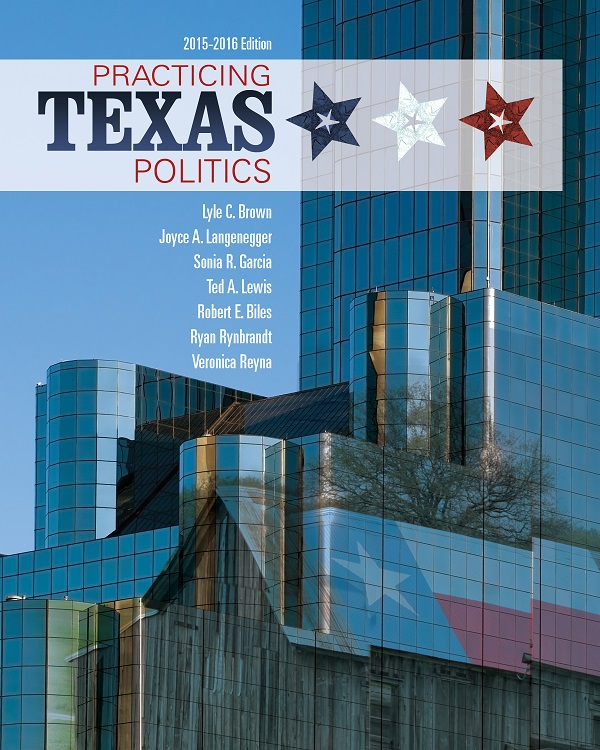 2015-2016 Edition
PRACTICING
TEXAS
POLITICS
Lyle C. Brown
Joyce A. Langenegger
Sonia R. Garcia
Ted A. Lewis
Robert E. Biles
Ryan Rynbrandt
Veronica Reyna